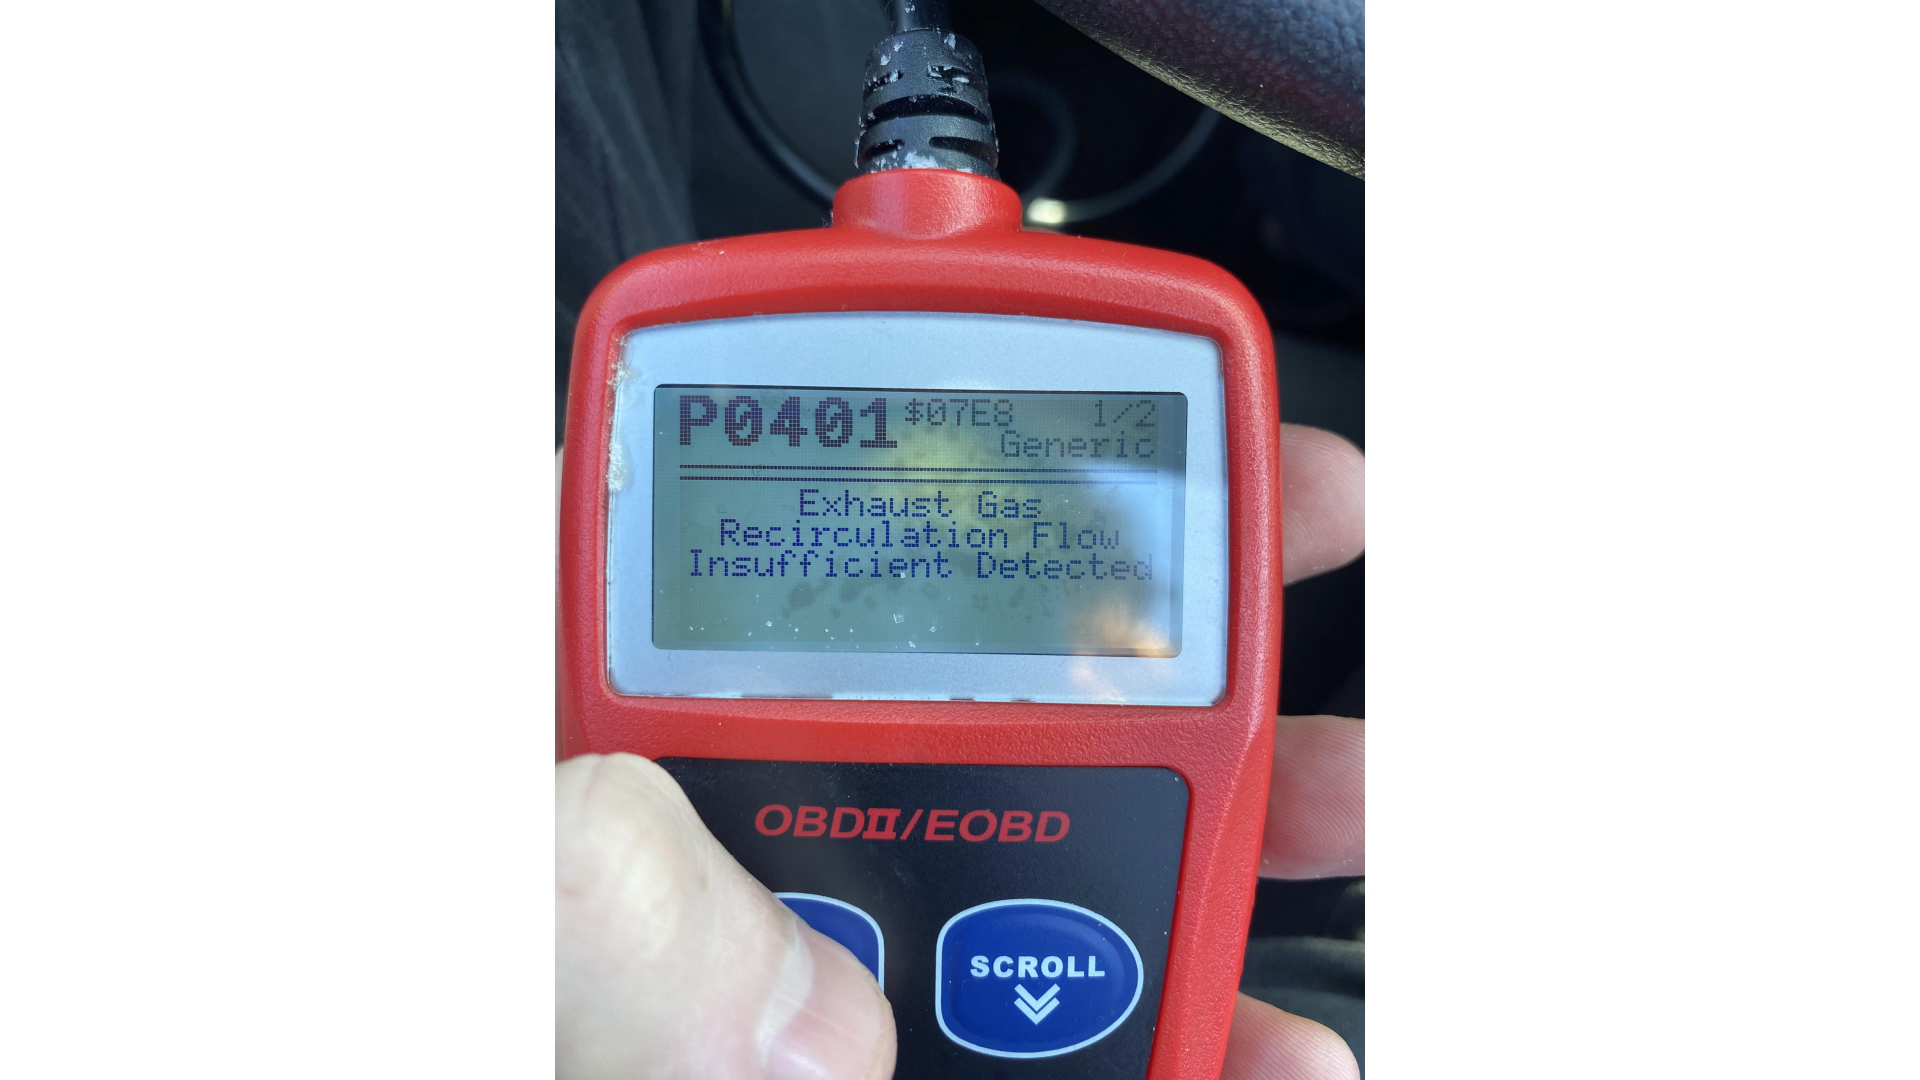 P0401 $07E8 1/2
Generic
Exhaust Gas
Recirculation Flow
Insufficient Detected
OBDII/EOBD
SCROLL